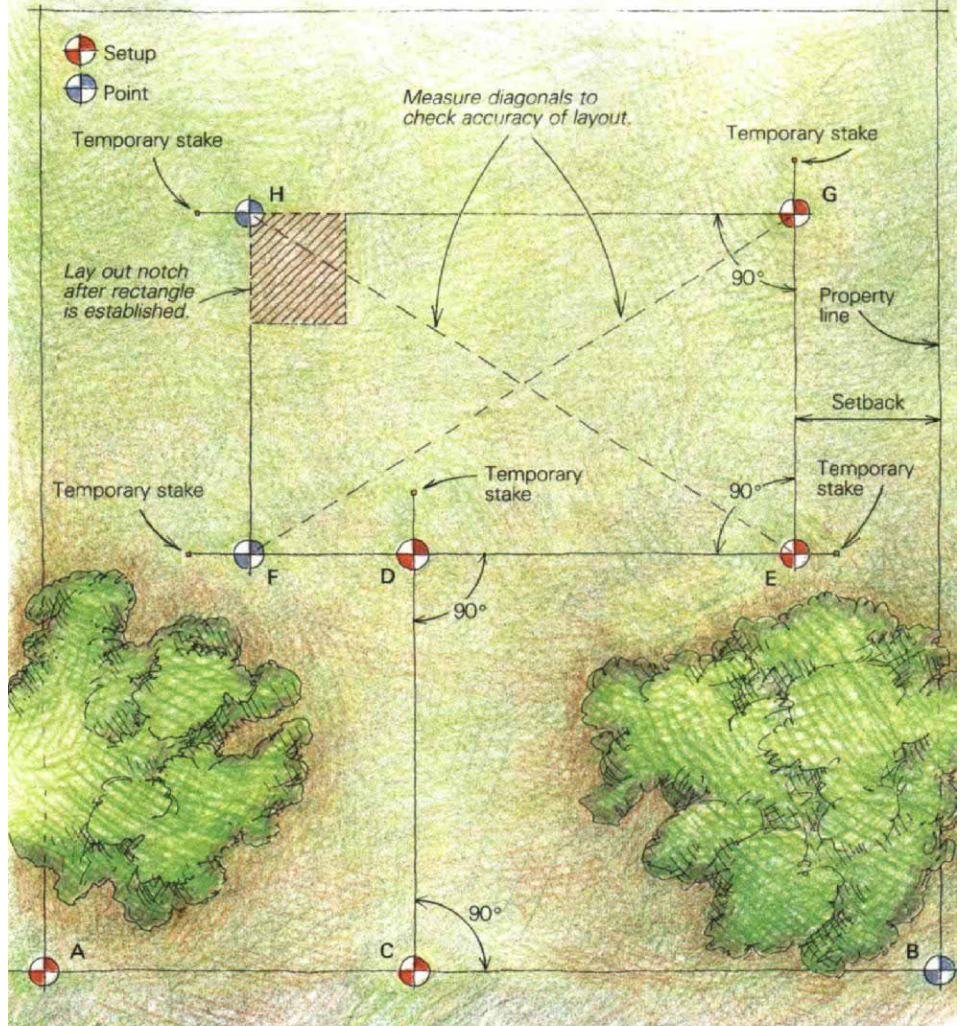 Setup
Point
Measure diagonals to
check accuracy of layout.
Temporary stake
Temporary stake
H
G
Lay out notch
after rectangle
is established.
90°
Property
line
Setback
Temporary stake
Temporary
stake
90°
Temporary
stake
F
D
E
90°
90°
A
C
B